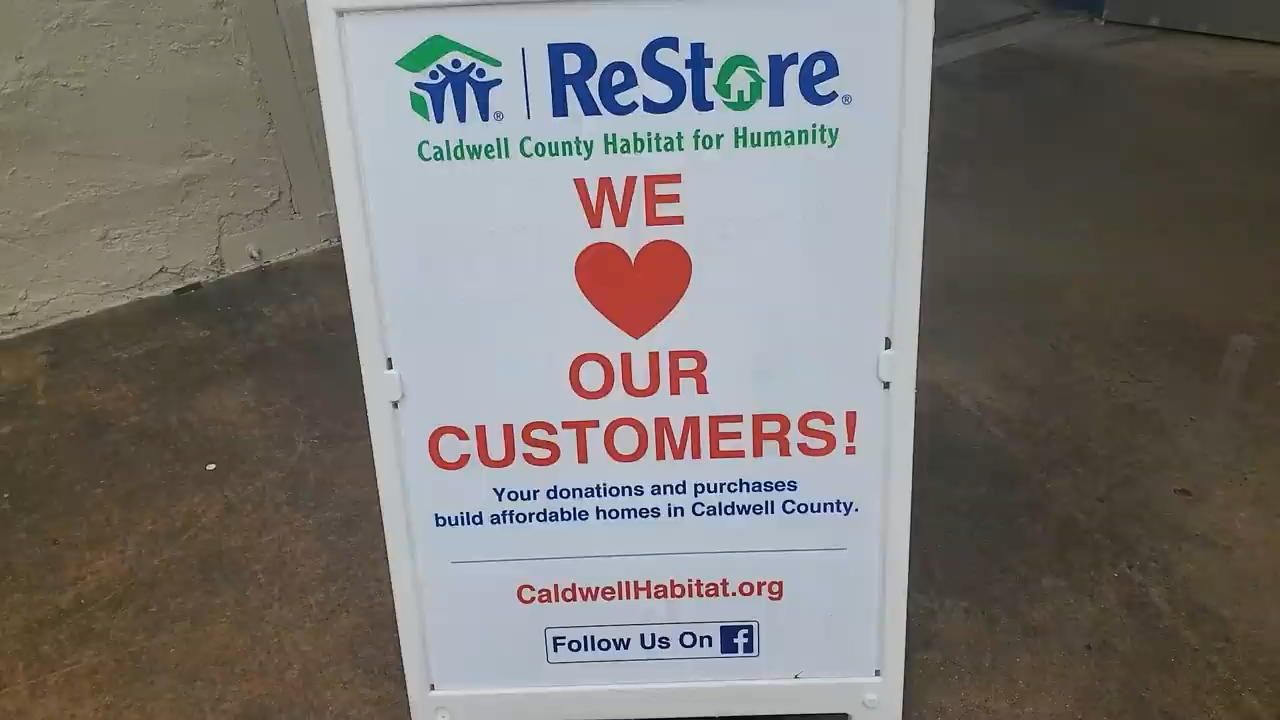 ReStore®
Caldwell County Habitat for Humanity
WE
OUR
CUSTOMERS!
Your donations and purchases
build affordable homes in Caldwell County.
CaldwellHabitat.org
Follow Us On f